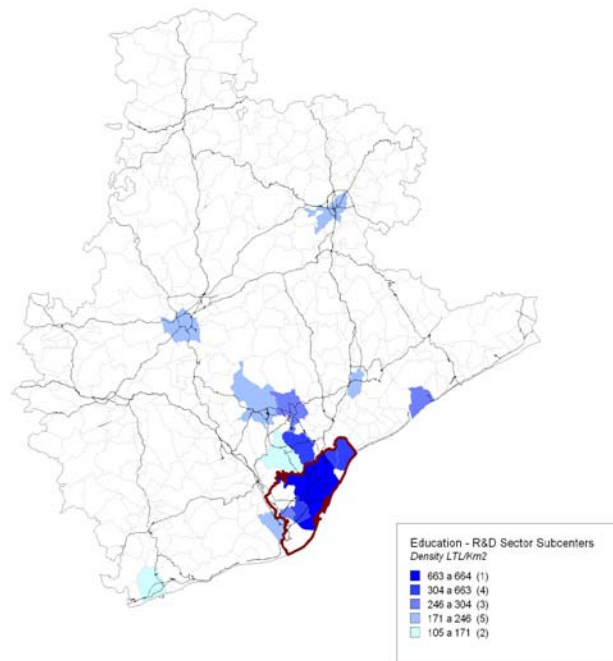 Education - R&D Sector Subcenters
Density LTL/Km2
663 a 664 (1)
304 a 663 (4)
246 a 304 (3)
171 a 246 (5)
105 a 171 (2)